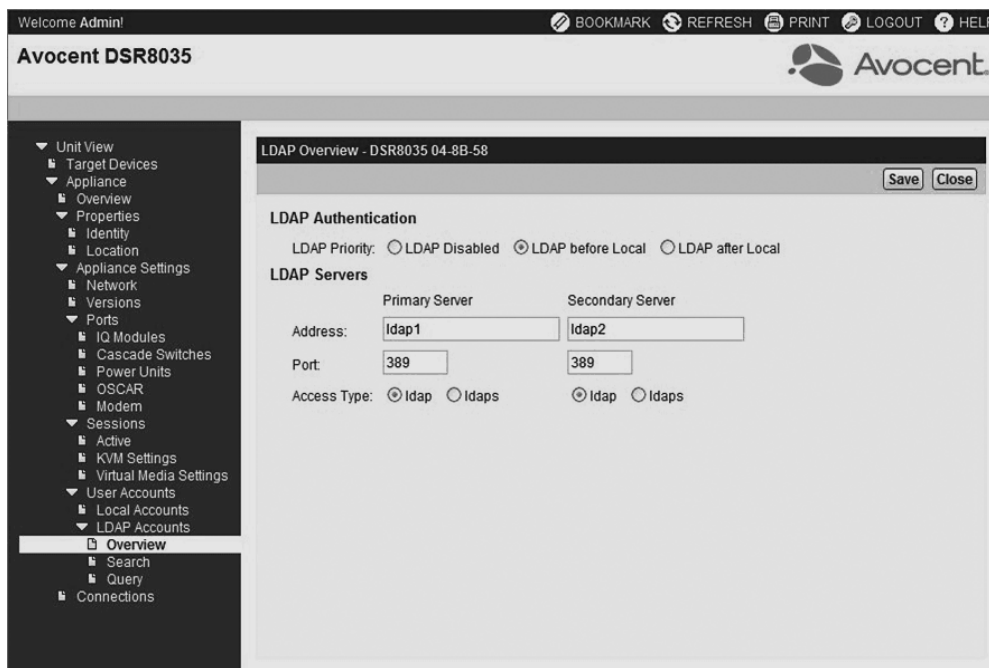 Welcome Admin!
BOOKMARK REFRESH PRINT LOGOUT HEL
Avocent DSR8035
Avocent.
Unit View
Target Devices
Appliance
Overview
Properties
Identity
Location
Appliance Settings
Network
Versions
Ports
IQ Modules
Cascade Switches
Power Units
OSCAR
Modem
Sessions
Active
KVM Settings
Virtual Media Settings
User Accounts
Local Accounts
LDAP Accounts
Overview
Search
Query
Connections
LDAP Overview - DSR8035 04-8B-58
Save Close
LDAP Authentication
LDAP Priority: LDAP Disabled LDAP before Local LDAP after Local
LDAP Servers
Primary Server Secondary Server
Address: ldap1 ldap2
Port: 389 389
Access Type: ldap ldaps ldap ldaps